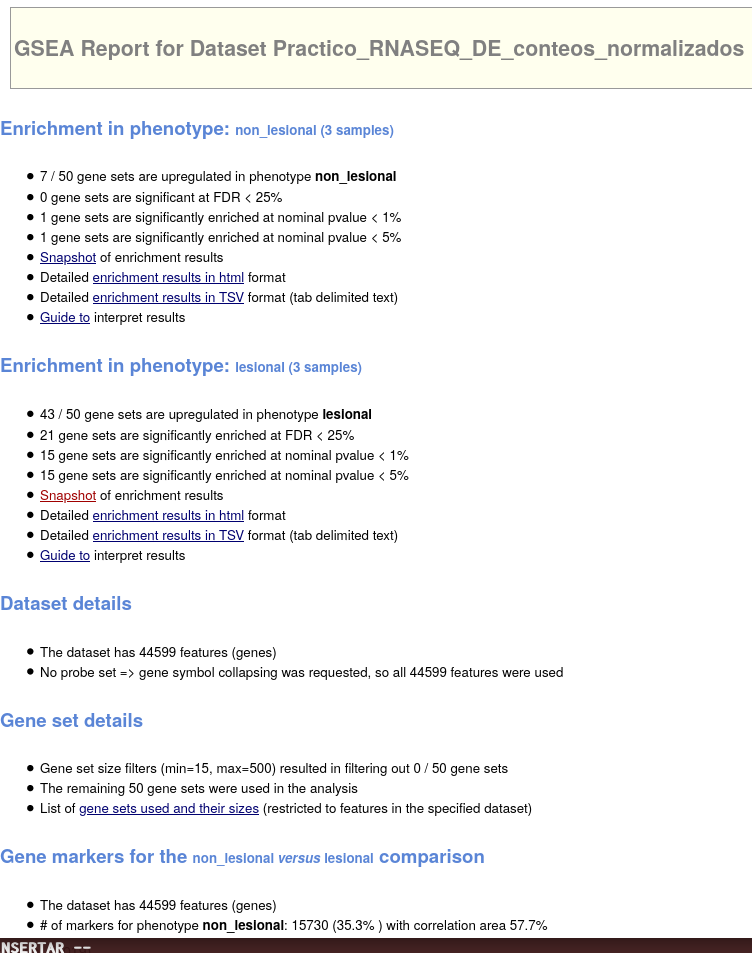 GSEA Report for Dataset Practico_RNASEQ_DE_conteos_normalizados
Enrichment in phenotype: non_lesional (3 samples)
● 7 / 50 gene sets are upregulated in phenotype non_lesional
● 0 gene sets are significant at FDR < 25%
● 1 gene sets are significantly enriched at nominal pvalue < 1%
● 1 gene sets are significantly enriched at nominal pvalue < 5%
● Snapshot of enrichment results
● Detailed enrichment results in html format
● Detailed enrichment results in TSV format (tab delimited text)
● Guide to interpret results
Enrichment in phenotype: lesional (3 samples)
● 43 / 50 gene sets are upregulated in phenotype lesional
● 21 gene sets are significantly enriched at FDR < 25%
● 15 gene sets are significantly enriched at nominal pvalue < 1%
● 15 gene sets are significantly enriched at nominal pvalue < 5%
● Snapshot of enrichment results
● Detailed enrichment results in html format
● Detailed enrichment results in TSV format (tab delimited text)
● Guide to interpret results
Dataset details
● The dataset has 44599 features (genes)
● No probe set => gene symbol collapsing was requested, so all 44599 features were used
Gene set details
● Gene set size filters (min=15, max=500) resulted in filtering out 0 / 50 gene sets
● The remaining 50 gene sets were used in the analysis
● List of gene sets used and their sizes (restricted to features in the specified dataset)
Gene markers for the non_lesional versus lesional comparison
● The dataset has 44599 features (genes)
● # of markers for phenotype non_lesional: 15730 (35.3% ) with correlation area 57.7%
NSERTAR --